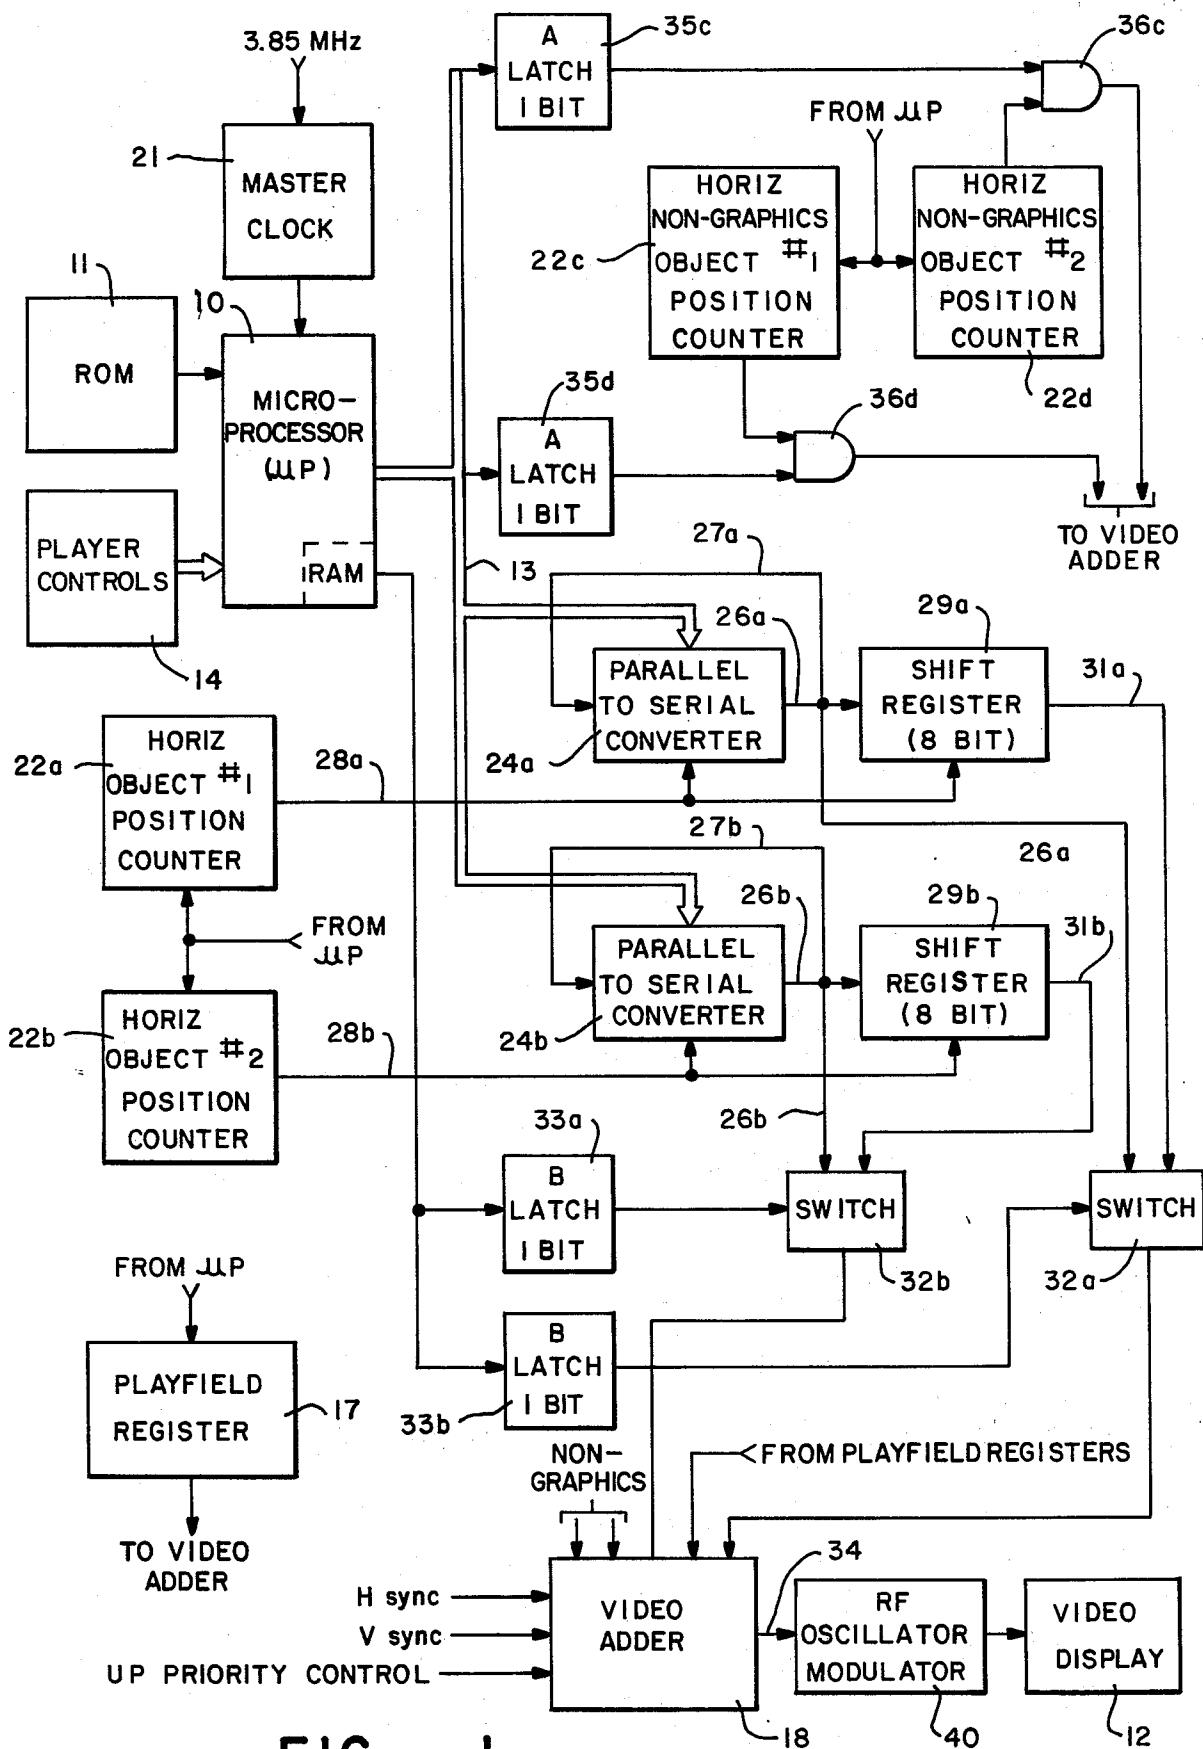 3.85 MHz
A
LATCH
1 BIT
35c
36c
21
MASTER
CLOCK
FROM μP
HORIZ
NON-GRAPHICS
OBJECT #1
POSITION
COUNTER
22c
HORIZ
NON-GRAPHICS
OBJECT #2
POSITION
COUNTER
22d
11
ROM
10
MICRO-
PROCESSOR
(μP)
RAM
35d
A
LATCH
1 BIT
36d
TO VIDEO
ADDER
PLAYER
CONTROLS
14
13
27a
26a
29a
31a
PARALLEL
TO SERIAL
CONVERTER
24a
SHIFT
REGISTER
(8 BIT)
22a
HORIZ
OBJECT #1
POSITION
COUNTER
28a
27b
26a
FROM
μP
26b
29b
31b
PARALLEL
TO SERIAL
CONVERTER
24b
SHIFT
REGISTER
(8 BIT)
22b
HORIZ
OBJECT #2
POSITION
COUNTER
28b
26b
33a
B
LATCH
1 BIT
SWITCH
32b
SWITCH
32a
FROM μP
PLAYFIELD
REGISTER
17
TO VIDEO
ADDER
B
LATCH
1 BIT
33b
NON-
GRAPHICS
FROM PLAYFIELD REGISTERS
H sync
V sync
UP PRIORITY CONTROL
VIDEO
ADDER
18
34
RF
OSCILLATOR
MODULATOR
40
VIDEO
DISPLAY
12